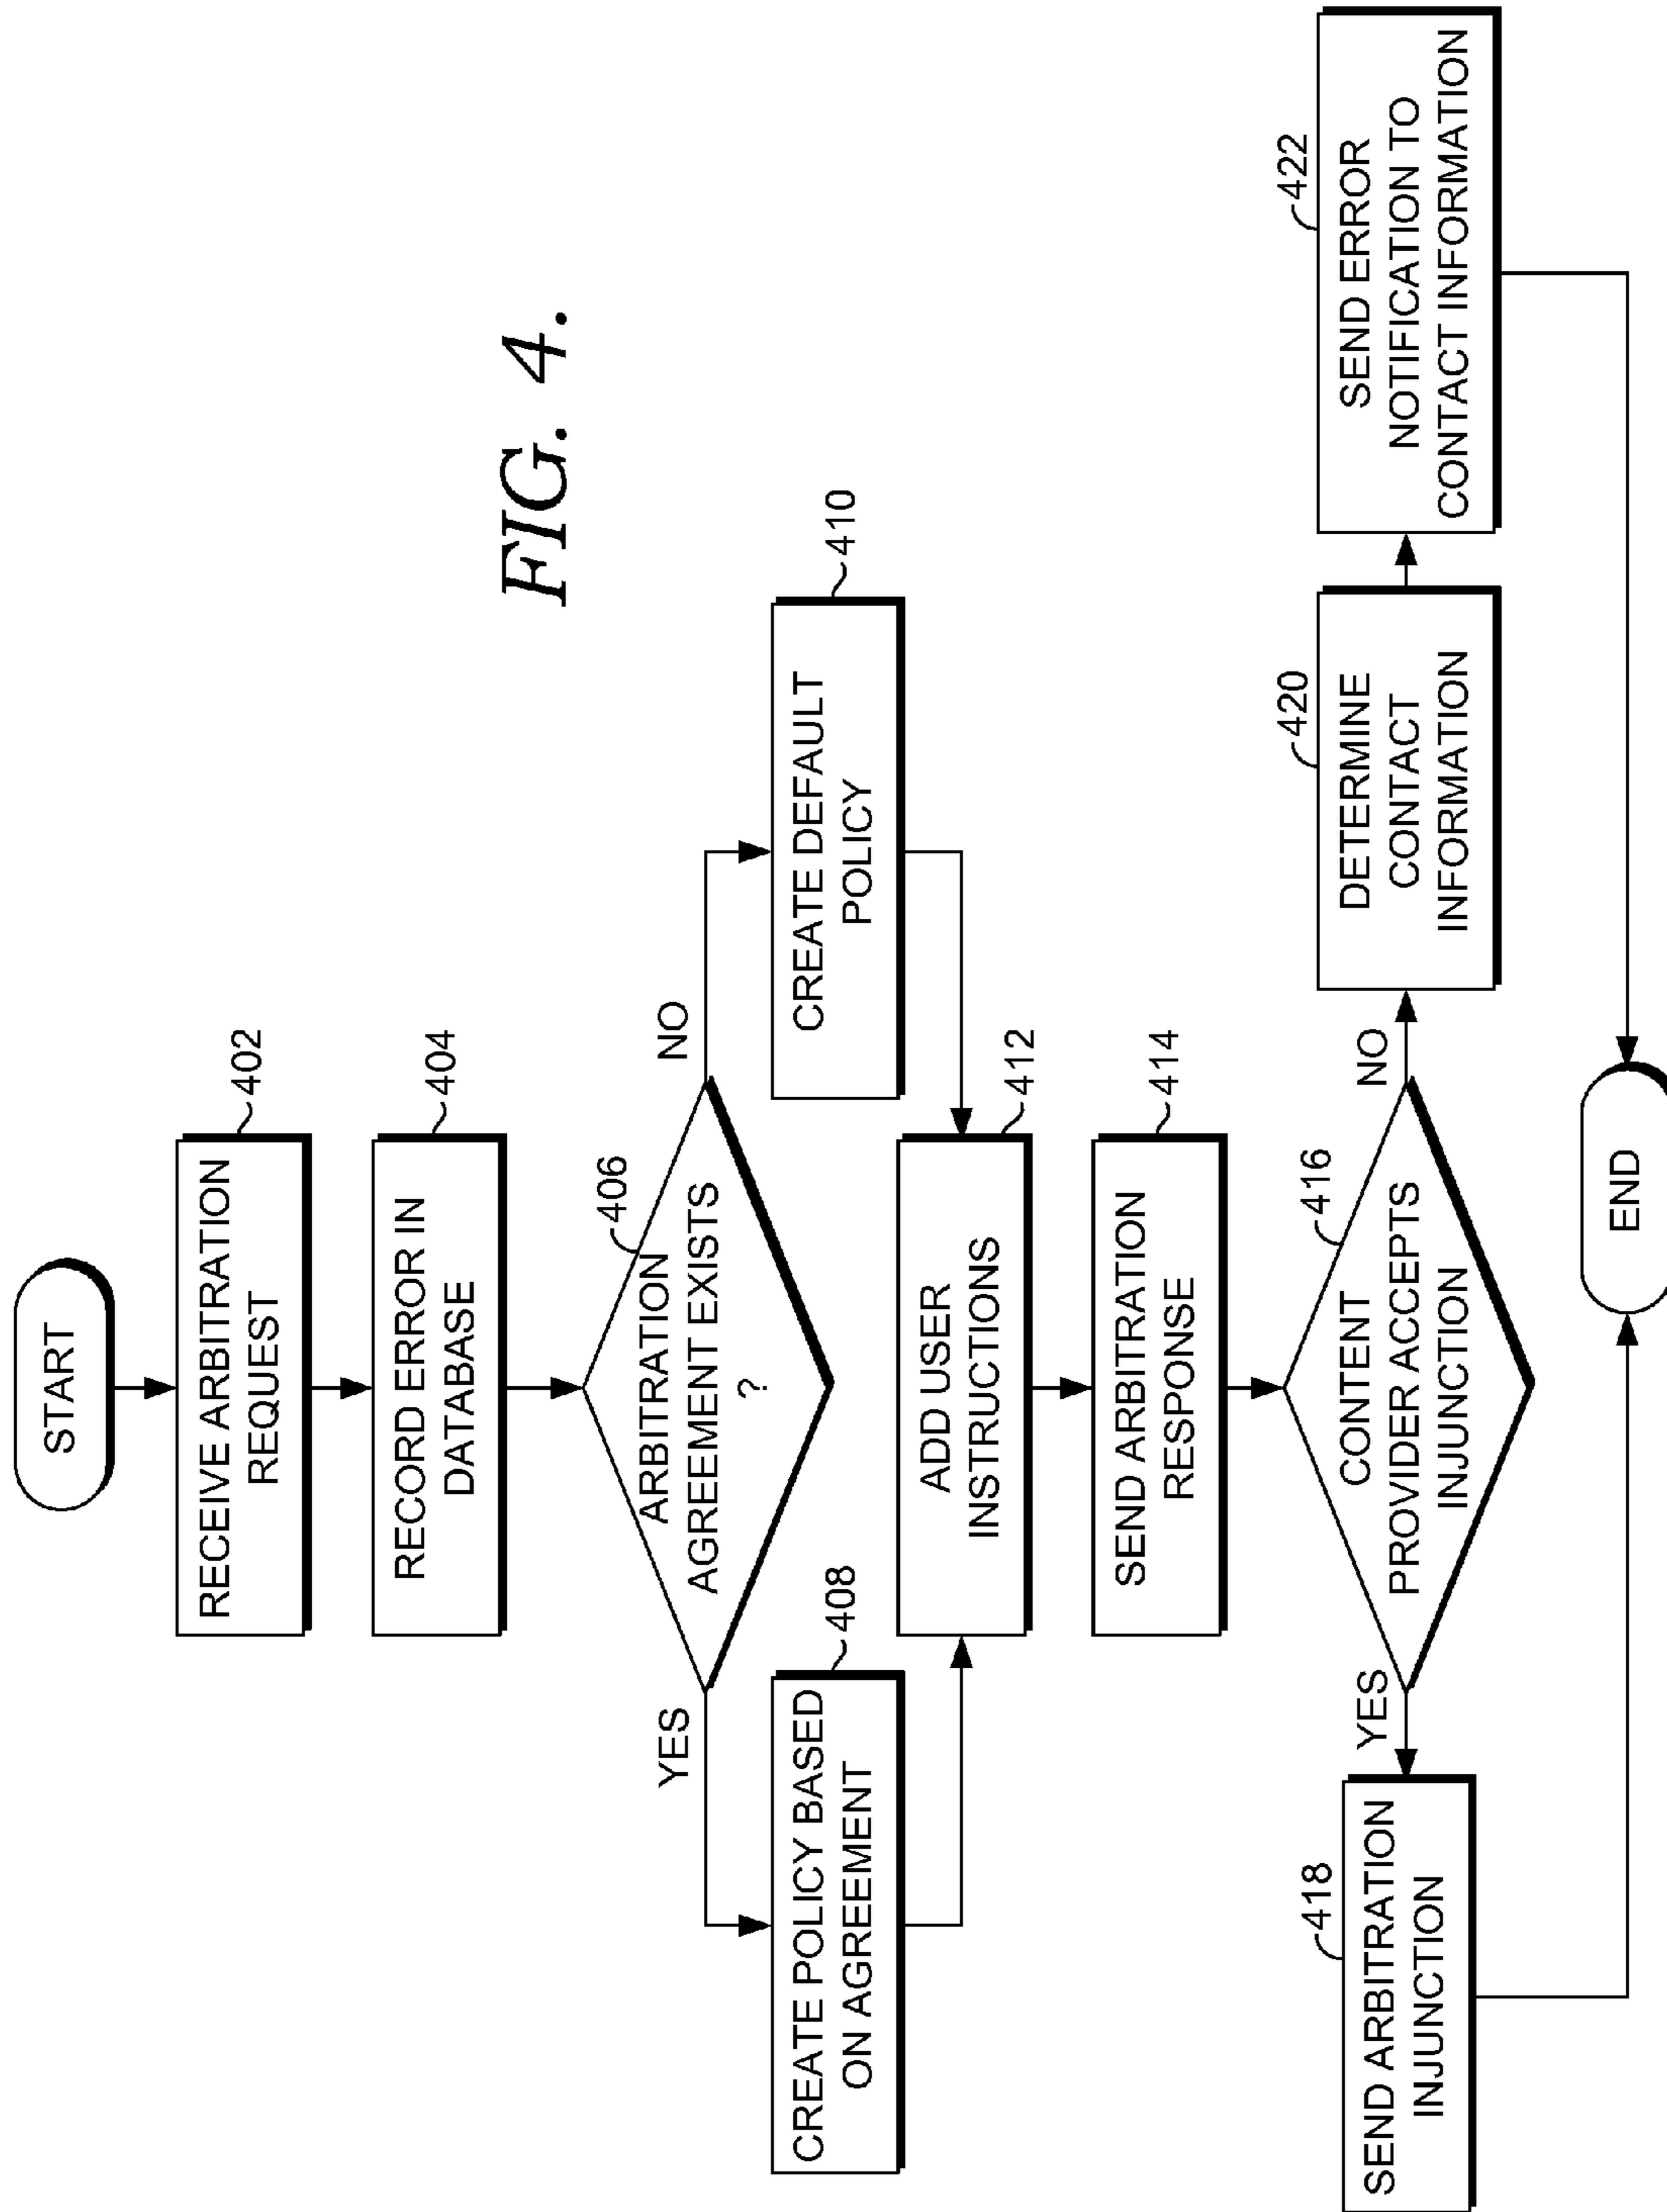 START
402
RECEIVE ARBITRATION
REQUEST
404
RECORD ERROR IN
DATABASE
406
ARBITRATION
AGREEMENT EXISTS
?
YES
NO
408
CREATE POLICY BASED
ON AGREEMENT
410
CREATE DEFAULT
POLICY
412
ADD USER
INSTRUCTIONS
414
SEND ARBITRATION
RESPONSE
416
CONTENT
PROVIDER ACCEPTS
INJUNCTION
YES
NO
418
SEND ARBITRATION
INJUNCTION
420
DETERMINE
CONTACT
INFORMATION
422
SEND ERROR
NOTIFICATION TO
CONTACT INFORMATION
END
FIG. 4.